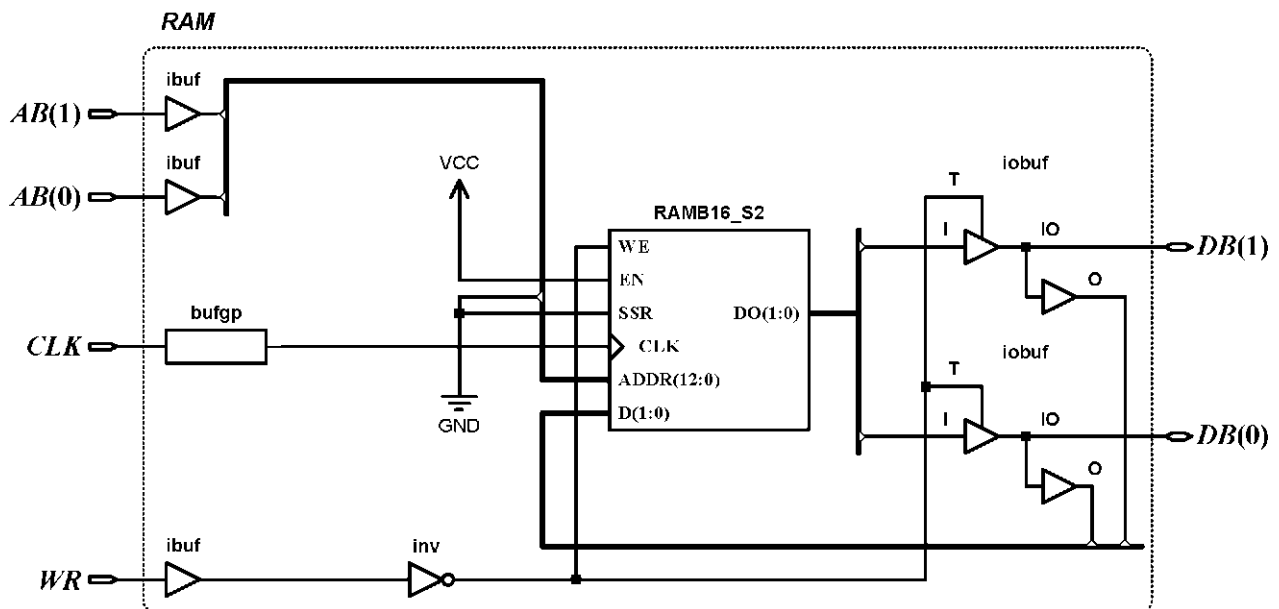 RAM
ibuf
AB(1)
ibuf
AB(0)
VCC
iobuf
T
RAMB16_S2
WE
I
IO
DB(1)
EN
O
SSR
DO(1:0)
bufgp
CLK
CLK
iobuf
T
ADDR(12:0)
D(1:0)
GND
I
IO
DB(0)
O
ibuf
inv
WR